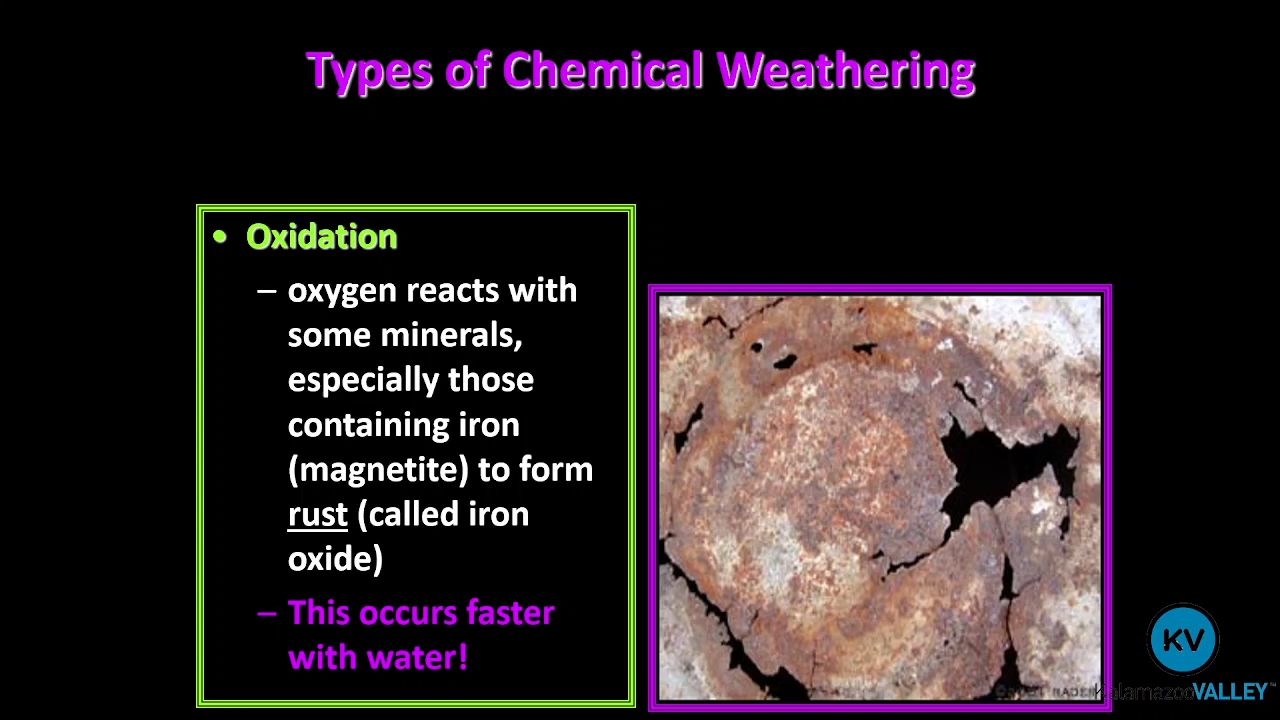 Types of Chemical Weathering
• Oxidation
– oxygen reacts with
some minerals,
especially those
containing iron
(magnetite) to form
rust (called iron
oxide)
– This occurs faster
with water!
KV
KalamazooVALLEY™